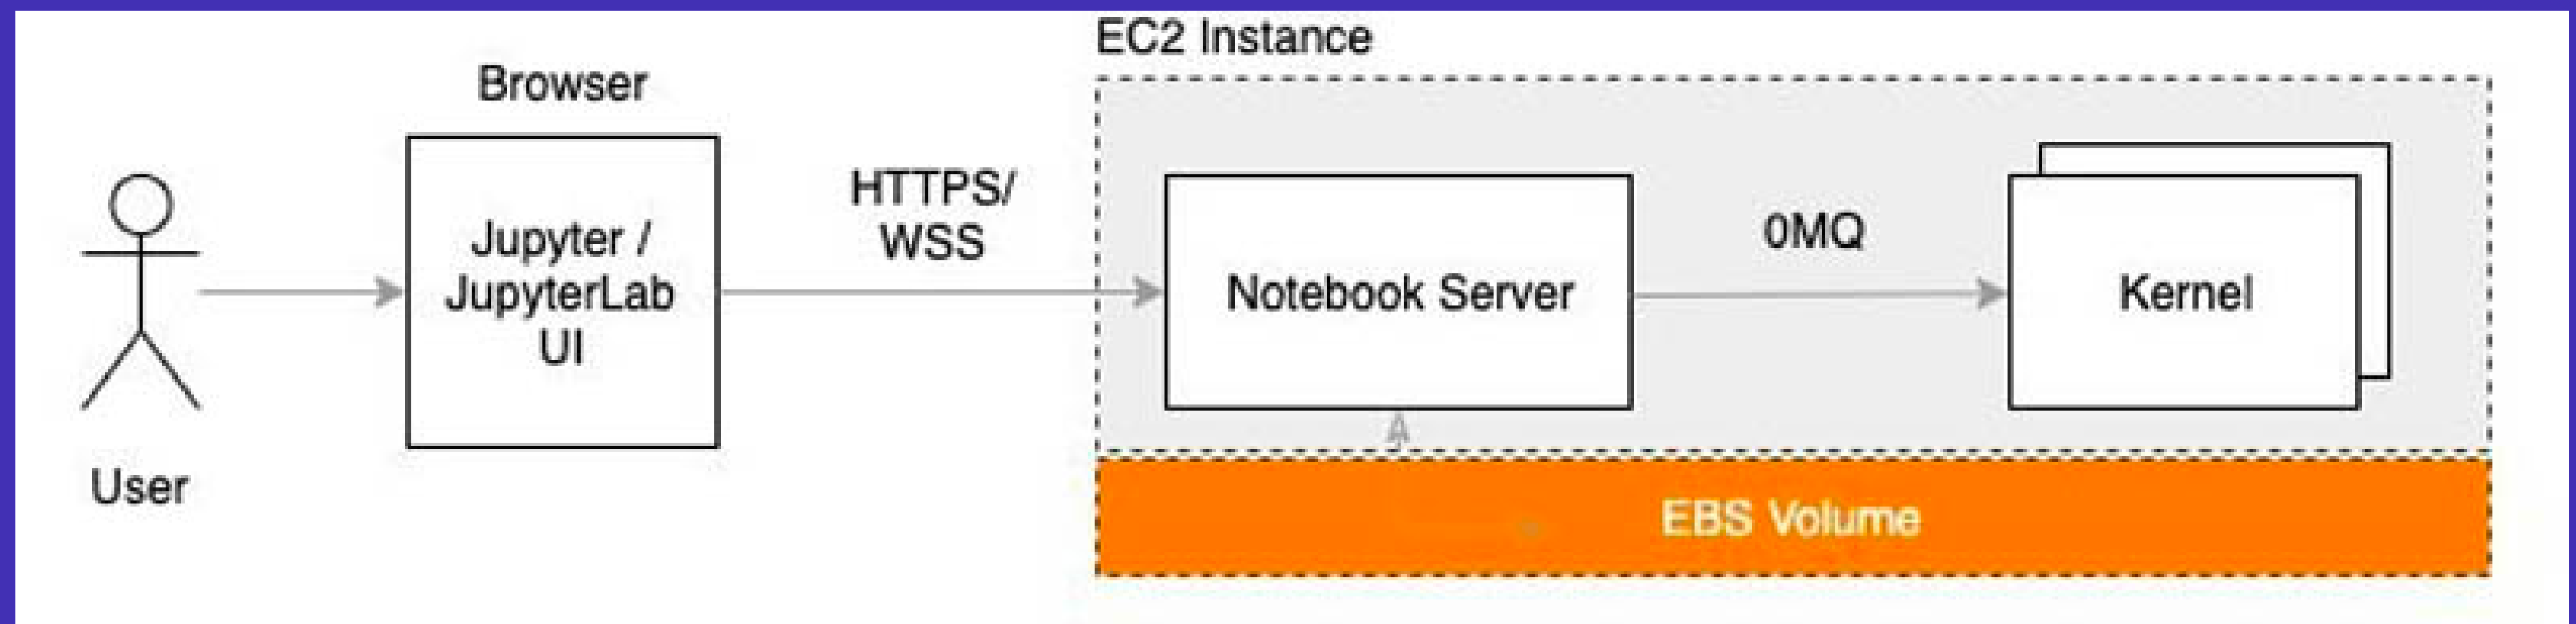 EC2 Instance
Browser
HTTPS/
WSS
Jupyter /
JupyterLab
UI
0MQ
Notebook Server
Kernel
User
EBS Volume